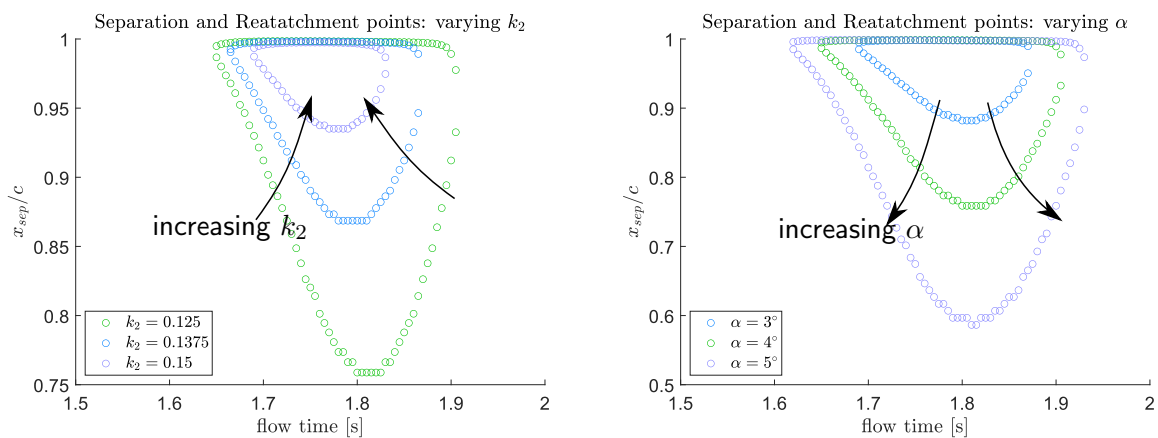 Separation and Reatatchment points: varying k₂
1
0.95
0.9
0.85
0.8
0.75
x_sep/c
increasing k₂
k₂ = 0.125
k₂ = 0.1375
k₂ = 0.15
1.5 1.6 1.7 1.8 1.9 2
flow time [s]
Separation and Reatatchment points: varying α
1
0.9
0.8
0.7
0.6
0.5
x_sep/c
increasing α
α = 3°
α = 4°
α = 5°
1.5 1.6 1.7 1.8 1.9 2
flow time [s]